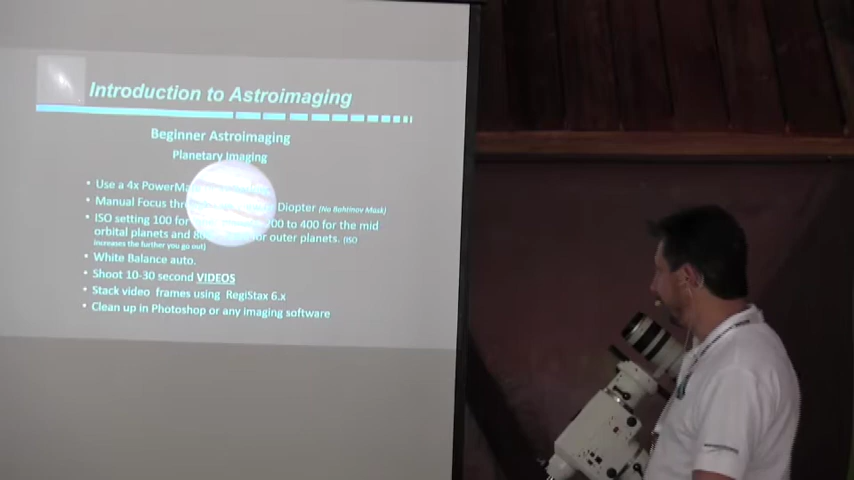 Introduction to Astroimaging
Beginner Astroimaging
Planetary Imaging
• Use a 4x PowerMa
• Manual Focus thr Diopter (No Bahtinov Mask)
• ISO setting 100 for 00 to 400 for the mid
orbital planets and 80 or outer planets. (ISO
increases the further you go out)
• White Balance auto.
• Shoot 10-30 second VIDEOS
• Stack video frames using RegiStax 6.x
• Clean up in Photoshop or any imaging software